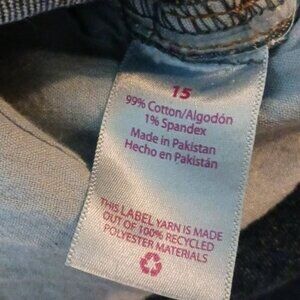 15
99% Cotton/Algodón
1% Spandex
Made in Pakistan
Hecho en Pakistán
THIS LABEL YARN IS MADE
OUT OF 100% RECYCLED
POLYESTER MATERIALS